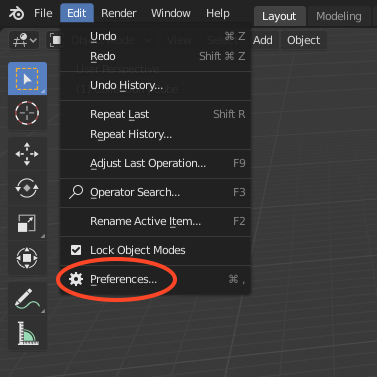 File Edit Render Window Help Layout Modeling
Add Object
Undo ⌘ Z
Redo Shift ⌘ Z
Undo History...
Repeat Last Shift R
Repeat History...
Adjust Last Operation... F9
Operator Search... F3
Rename Active Item... F2
Lock Object Modes
Preferences... ⌘ ,